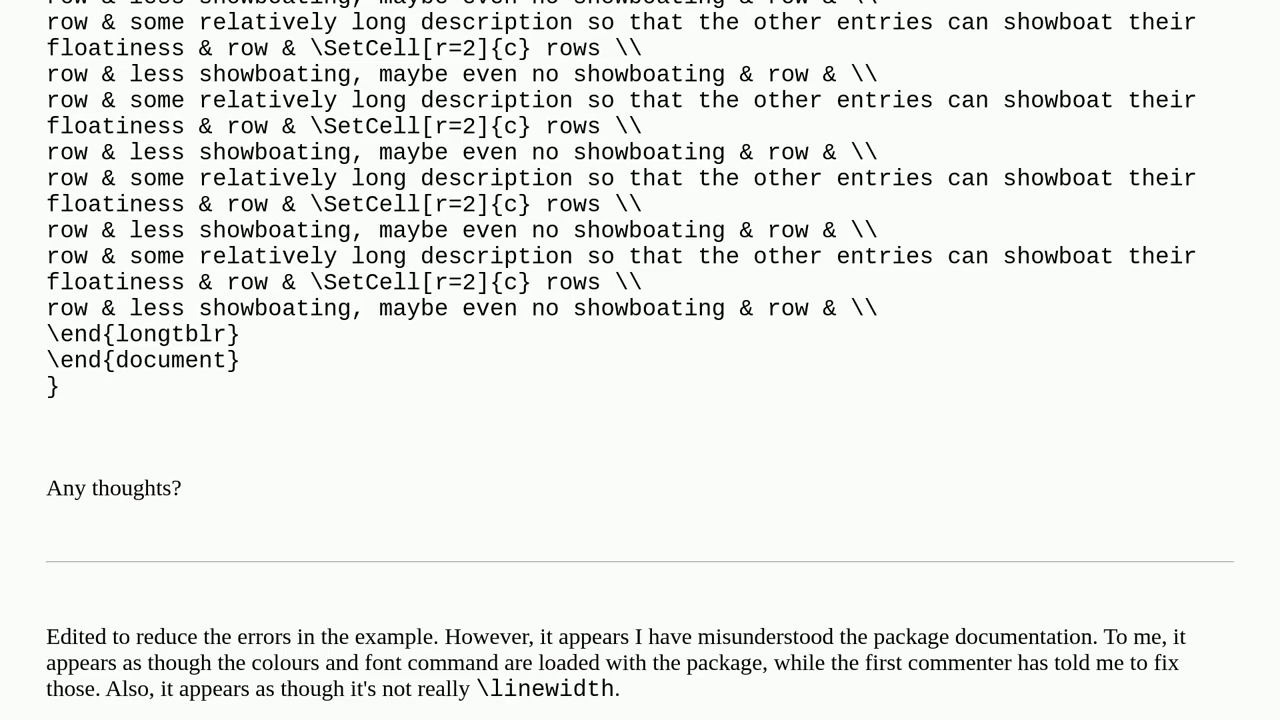 row & less showboating, maybe even no showboating & row & \\
row & some relatively long description so that the other entries can showboat their
floatiness & row & \SetCell[r=2]{c} rows \\
row & less showboating, maybe even no showboating & row & \\
row & some relatively long description so that the other entries can showboat their
floatiness & row & \SetCell[r=2]{c} rows \\
row & less showboating, maybe even no showboating & row & \\
row & some relatively long description so that the other entries can showboat their
floatiness & row & \SetCell[r=2]{c} rows \\
row & less showboating, maybe even no showboating & row & \\
row & some relatively long description so that the other entries can showboat their
floatiness & row & \SetCell[r=2]{c} rows \\
row & less showboating, maybe even no showboating & row & \\
\end{longtblr}
\end{document}
}
Any thoughts?
Edited to reduce the errors in the example. However, it appears I have misunderstood the package documentation. To me, it
appears as though the colours and font command are loaded with the package, while the first commenter has told me to fix
those. Also, it appears as though it's not really \linewidth.